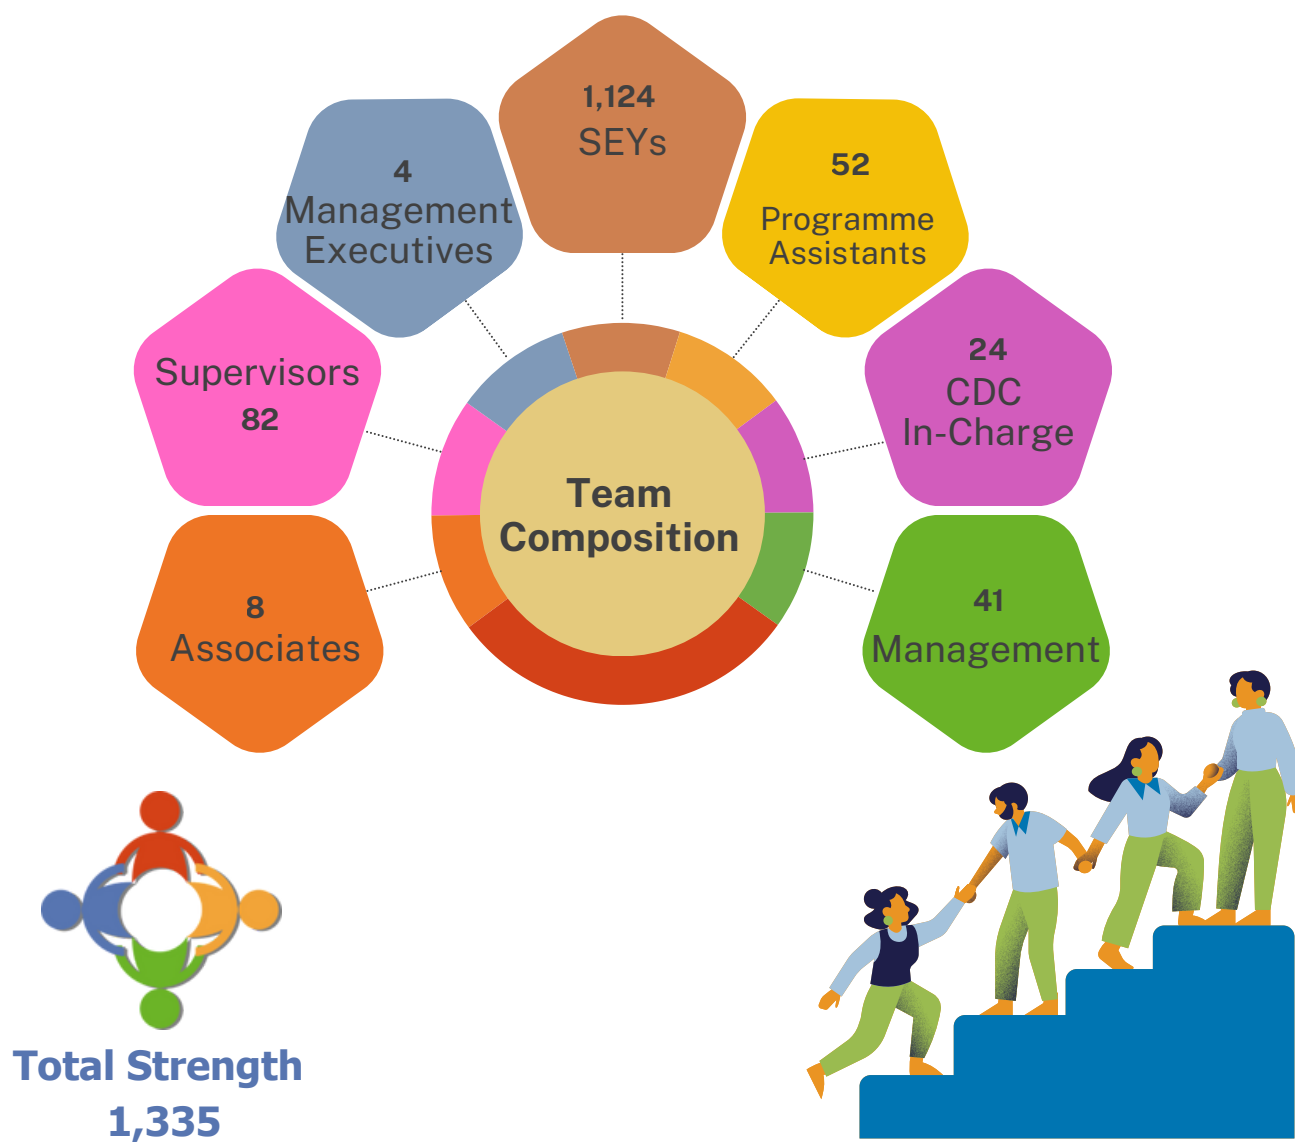 1,124
SEYs
4
Management
Executives
52
Programme
Assistants
Supervisors
82
24
CDC
In-Charge
Team
Composition
8
Associates
41
Management
Total Strength
1,335